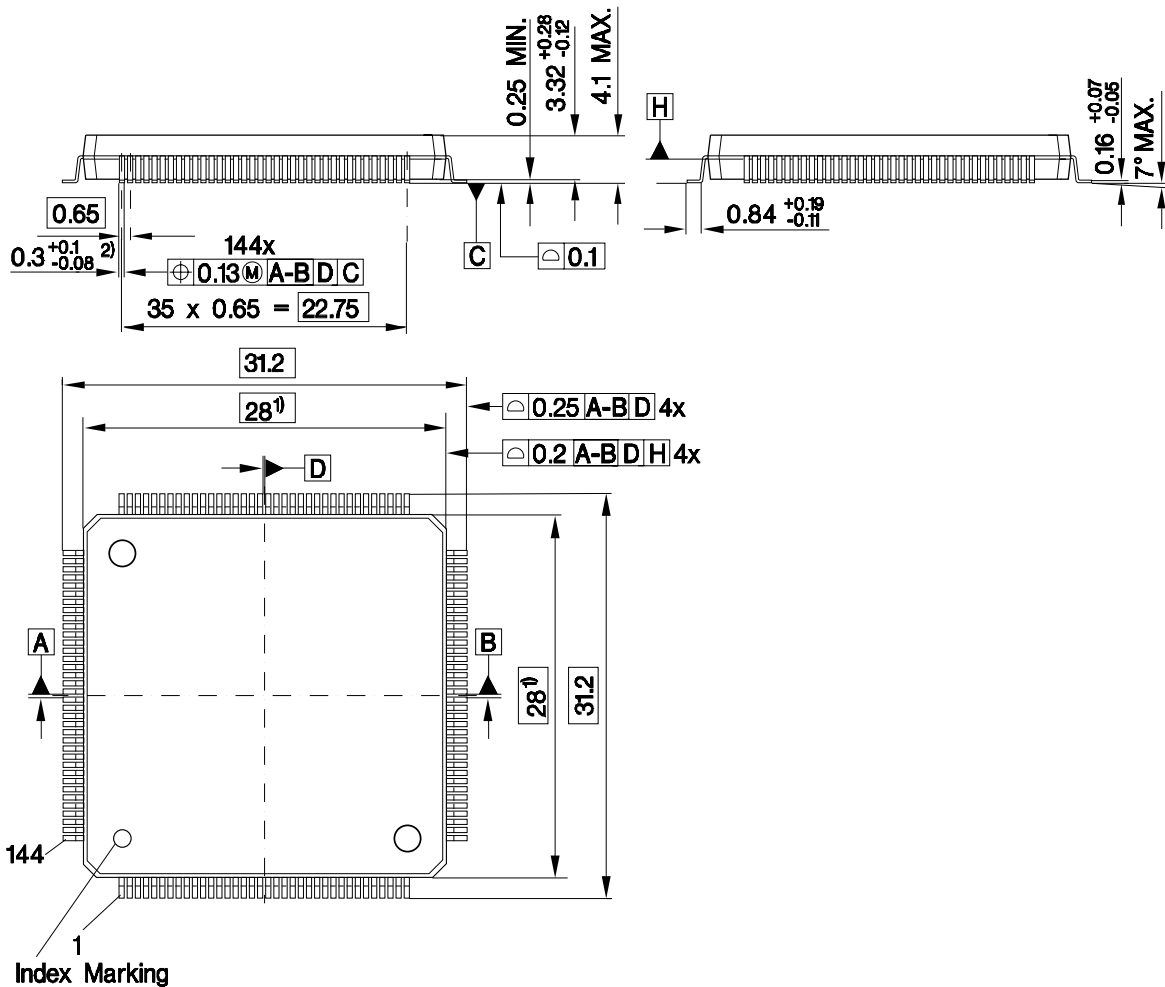 0.25 MIN.
3.32 +0.28 -0.12
4.1 MAX.
H
0.16 +0.07 -0.05
7° MAX.
0.65
0.3 +0.1 -0.08 2)
144x
0.13 Ⓜ A-B D C
C
0.1
0.84 +0.19 -0.11
35 x 0.65 = 22.75
31.2
28 1)
0.25 A-B D 4x
0.2 A-B D H 4x
D
A
B
28 1)
31.2
144
1
Index Marking